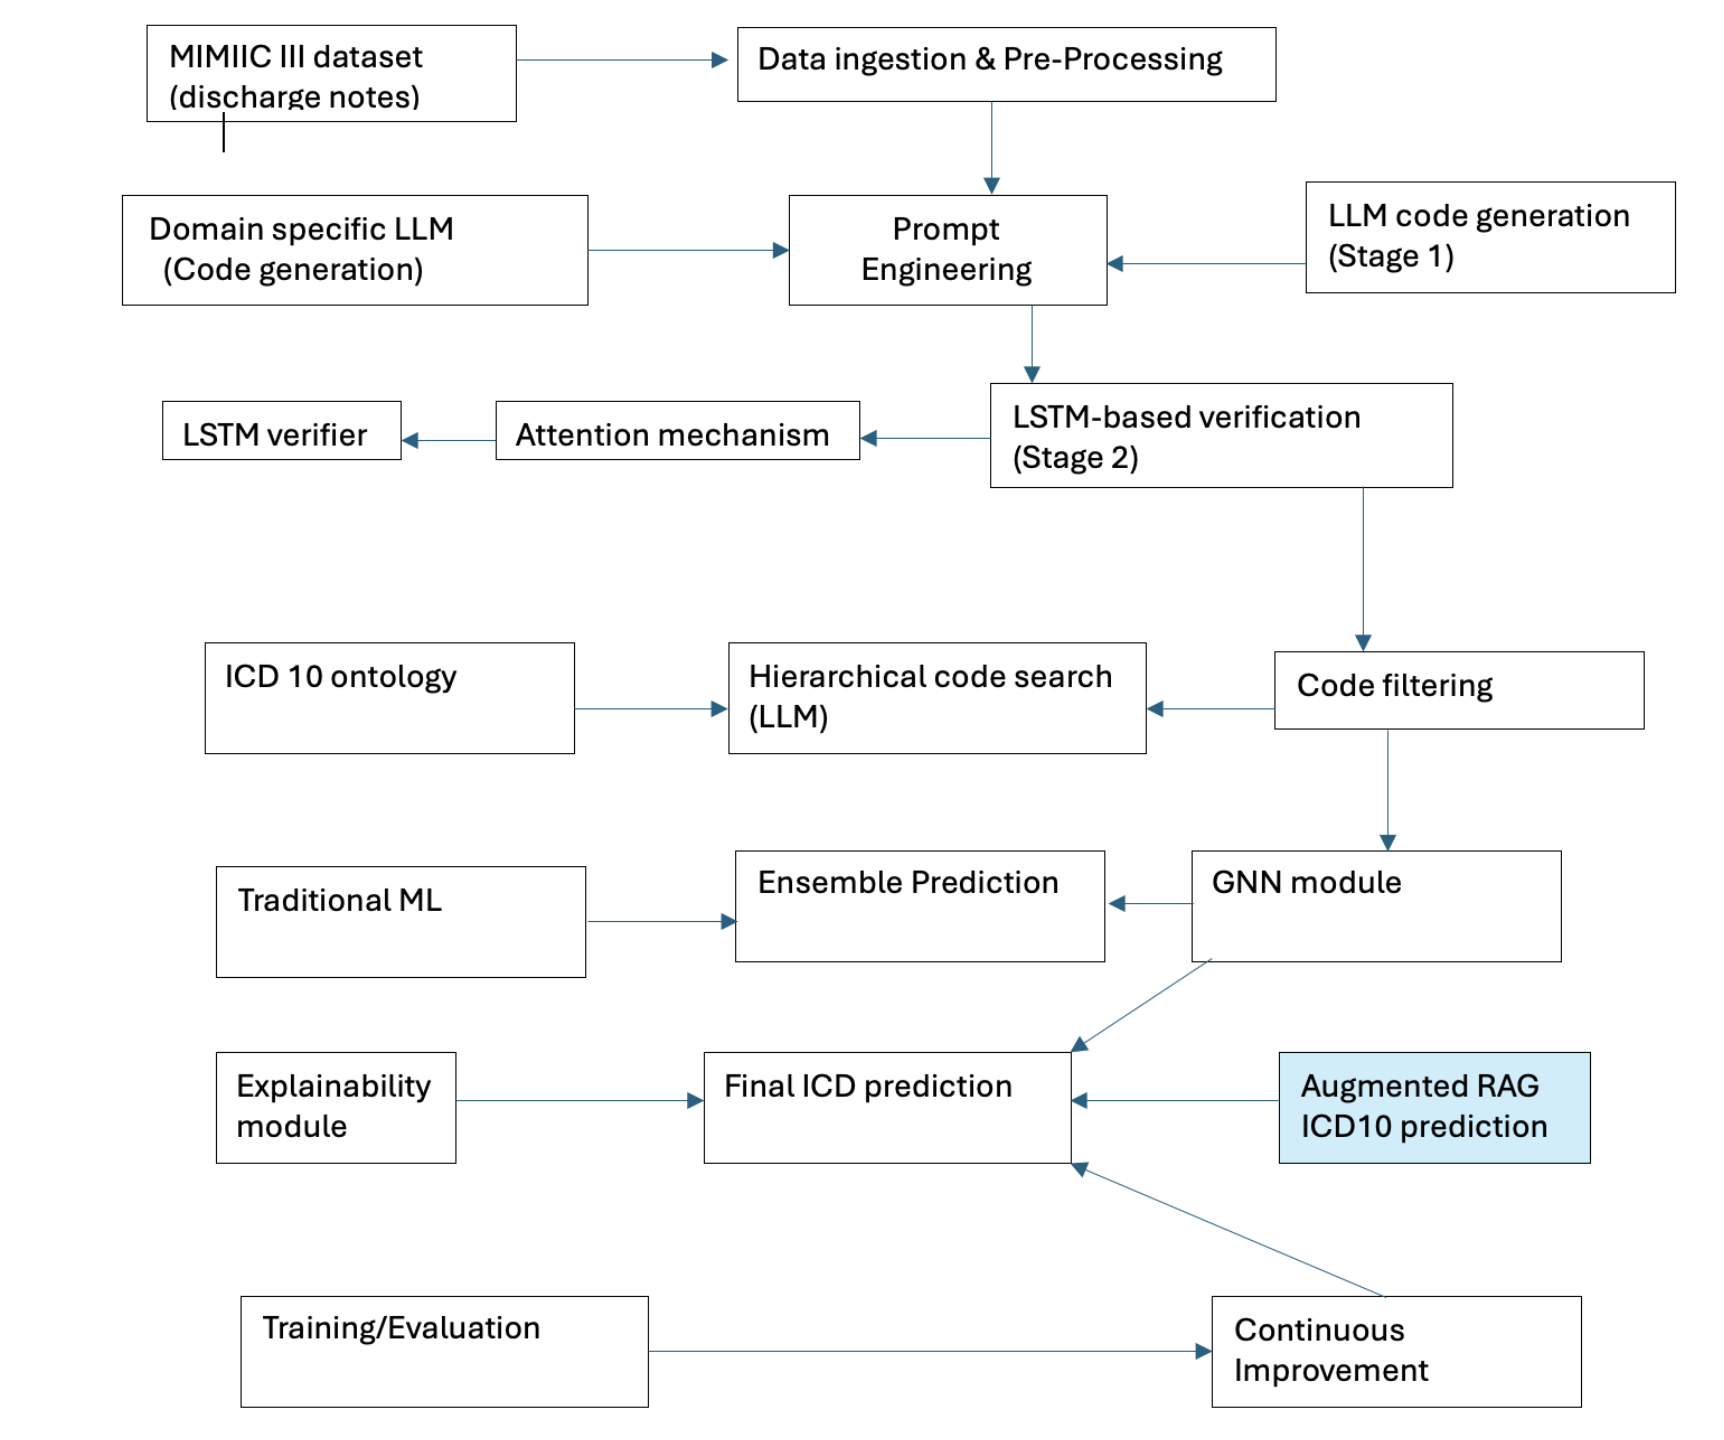 MIMIIC III dataset
(discharge notes)
Data ingestion & Pre-Processing
Domain specific LLM
(Code generation)
Prompt
Engineering
LLM code generation
(Stage 1)
LSTM verifier
Attention mechanism
LSTM-based verification
(Stage 2)
ICD 10 ontology
Hierarchical code search
(LLM)
Code filtering
Traditional ML
Ensemble Prediction
GNN module
Explainability
module
Final ICD prediction
Augmented RAG
ICD10 prediction
Training/Evaluation
Continuous
Improvement